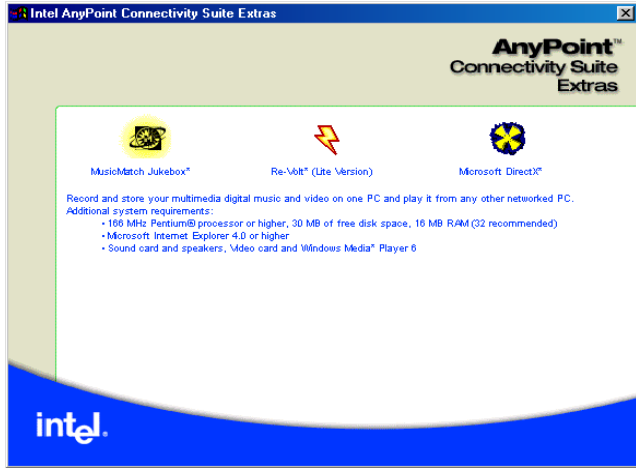 Intel AnyPoint Connectivity Suite Extras
AnyPoint™
Connectivity Suite
Extras
MusicMatch Jukebox*
Re-Volt* (Lite Version)
Microsoft DirectX*
Record and store your multimedia digital music and video on one PC and play it from any other networked PC.
Additional system requirements:
• 166 MHz Pentium® processor or higher, 30 MB of free disk space, 16 MB RAM (32 recommended)
• Microsoft Internet Explorer 4.0 or higher
• Sound card and speakers, Video card and Windows Media* Player 6
intel.